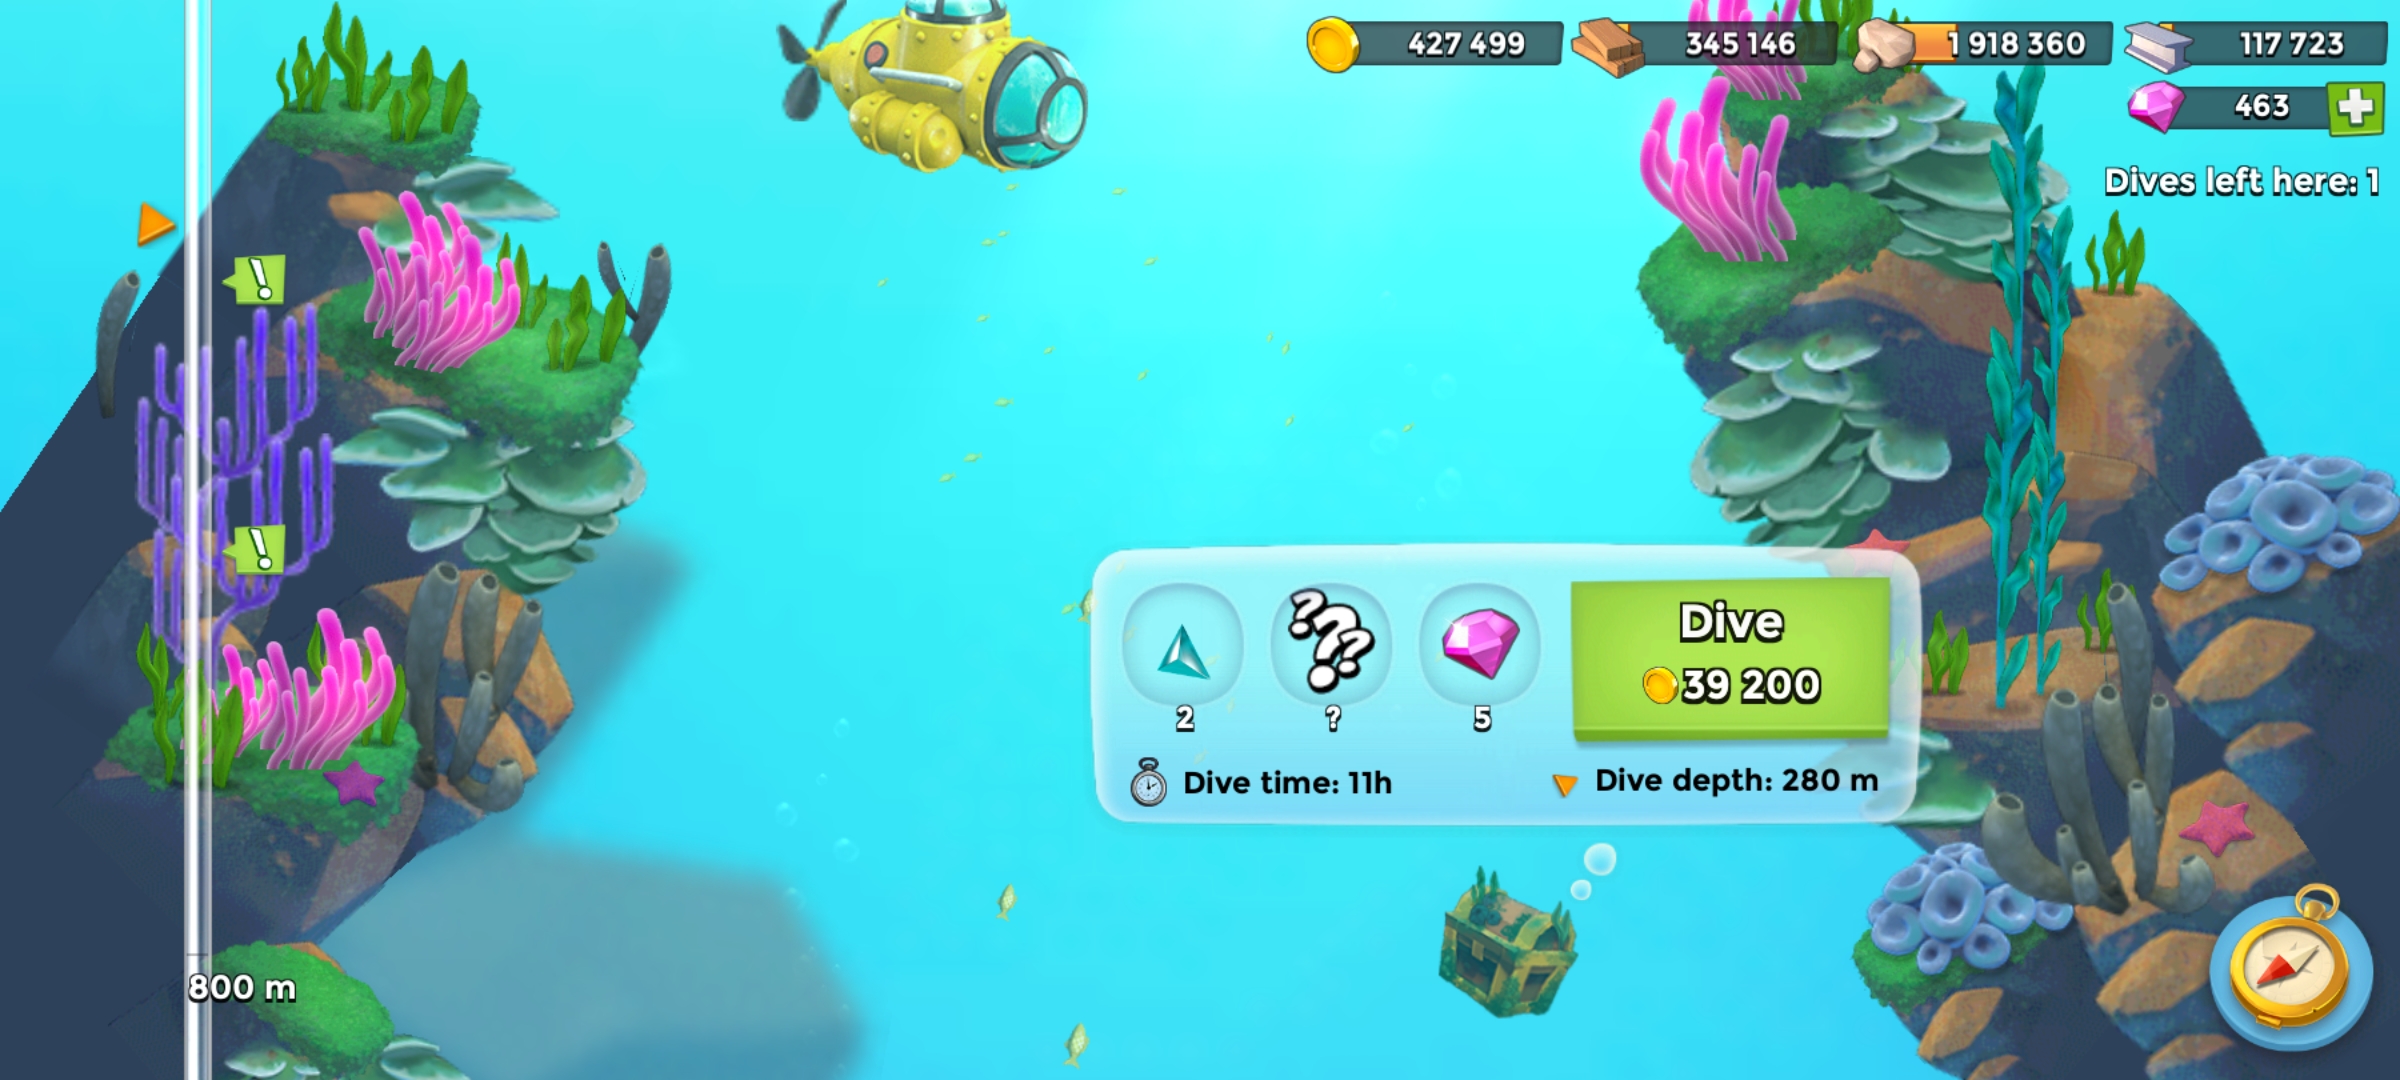 427 499
345 146
1 918 360
117 723
463
Dives left here: 1
!
!
???
2
?
5
Dive
39 200
Dive time: 11h
Dive depth: 280 m
800 m